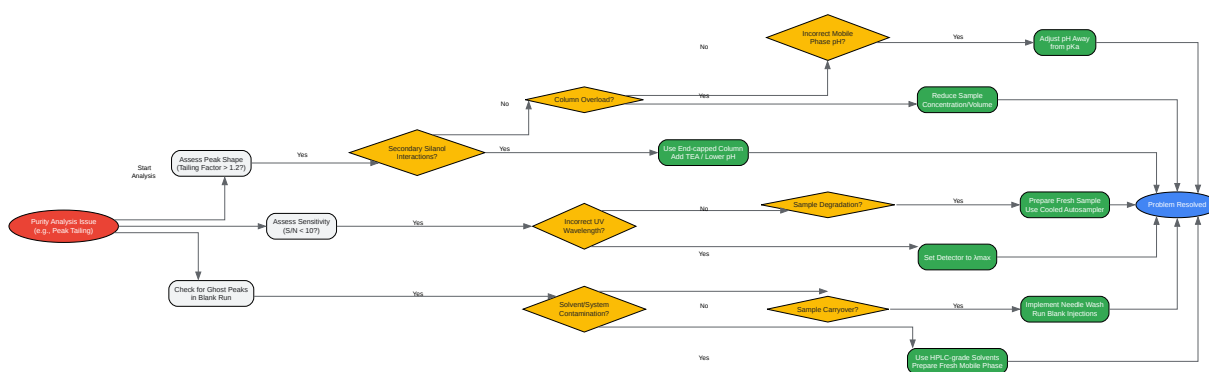 Incorrect Mobile
Phase pH?
Yes
Adjust pH Away
from pKa
No
Column Overload?
Yes
Reduce Sample
Concentration/Volume
No
Secondary Silanol
Interactions?
Yes
Use End-capped Column
Add TEA / Lower pH
Start
Analysis
Assess Peak Shape
(Tailing Factor > 1.2?)
Yes
Purity Analysis Issue
(e.g., Peak Tailing)
Assess Sensitivity
(S/N < 10?)
Yes
Incorrect UV
Wavelength?
No
Sample Degradation?
Yes
Prepare Fresh Sample
Use Cooled Autosampler
Problem Resolved
Yes
Set Detector to λmax
Check for Ghost Peaks
in Blank Run
Yes
Solvent/System
Contamination?
No
Sample Carryover?
Yes
Implement Needle Wash
Run Blank Injections
Yes
Use HPLC-grade Solvents
Prepare Fresh Mobile Phase